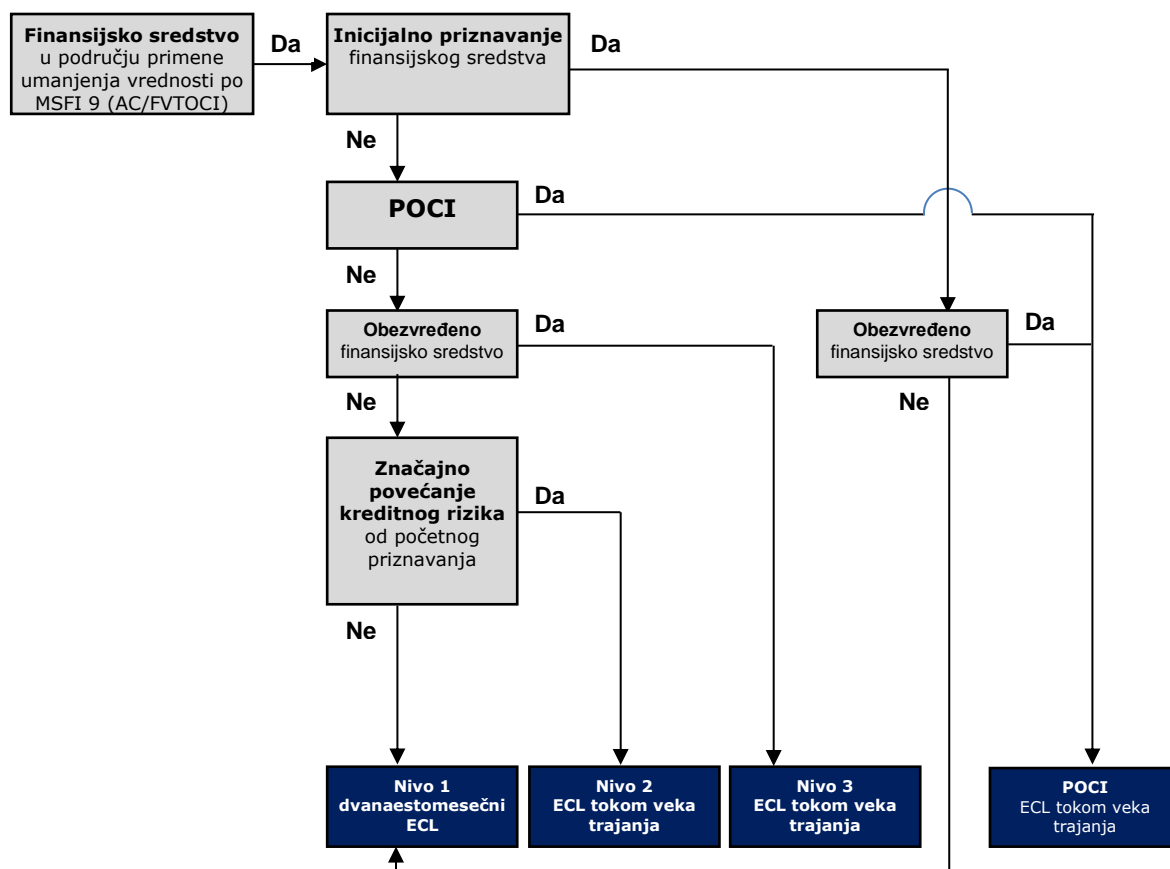 Finansijsko sredstvo
u području primene
umanjenja vrednosti po
MSFI 9 (AC/FVTOCI)
Da
Inicijalno priznavanje
finansijskog sredstva
Da
Ne
POCI
Da
Ne
Obezvređeno
finansijsko sredstvo
Da
Obezvređeno
finansijsko sredstvo
Da
Ne
Ne
Značajno
povećanje
kreditnog rizika
od početnog
priznavanja
Da
Ne
Nivo 1
dvanaestomesečni
ECL
Nivo 2
ECL tokom veka
trajanja
Nivo 3
ECL tokom veka
trajanja
POCI
ECL tokom veka
trajanja